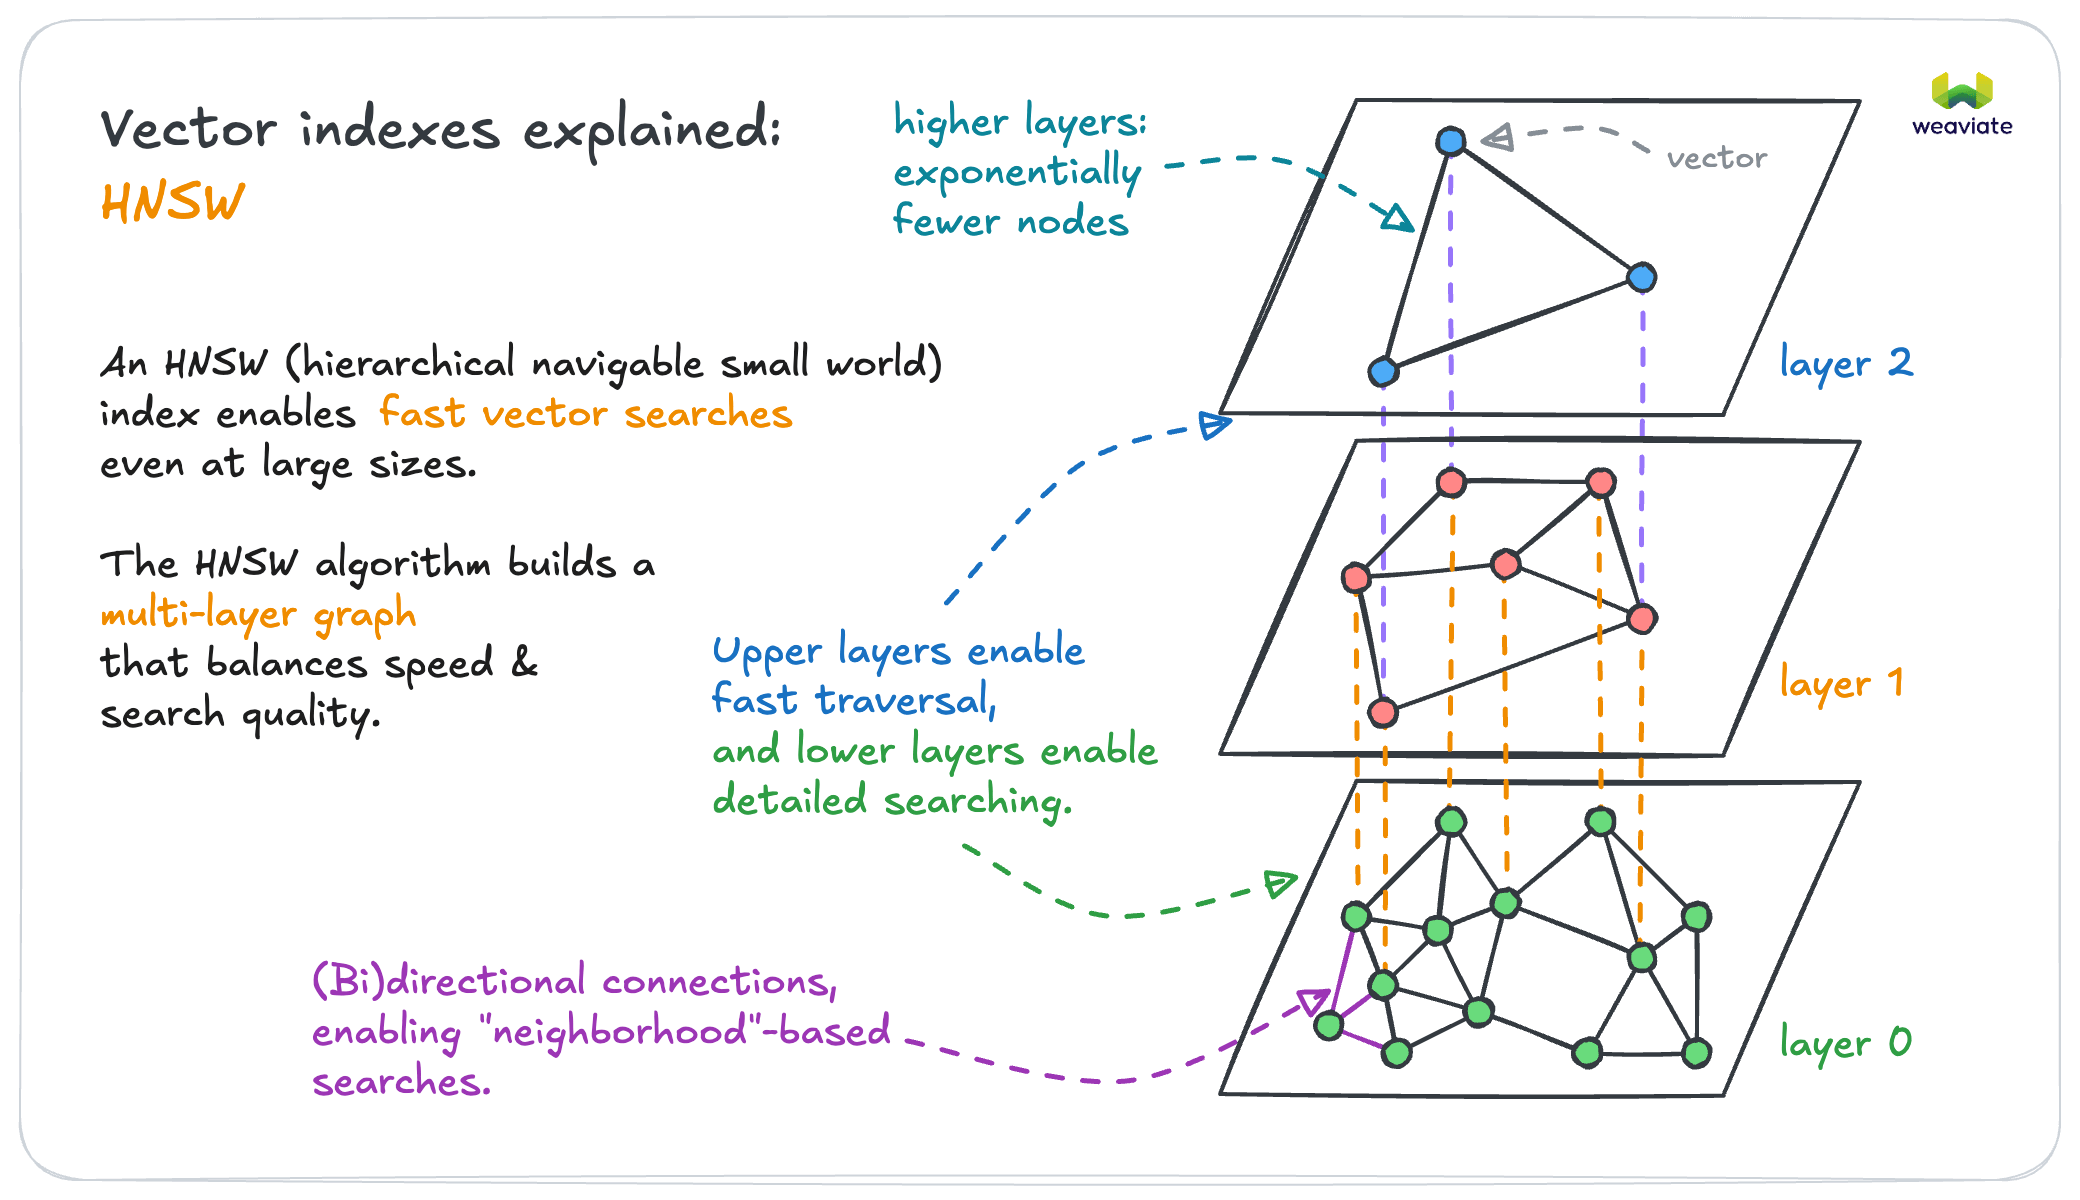 Vector indexes explained:
HNSW
An HNSW (hierarchical navigable small world)
index enables fast vector searches
even at large sizes.
The HNSW algorithm builds a
multi-layer graph
that balances speed &
search quality.
higher layers:
exponentially
fewer nodes
vector
weaviate
layer 2
Upper layers enable
fast traversal,
and lower layers enable
detailed searching.
layer 1
(Bi)directional connections,
enabling "neighborhood"-based
searches.
layer 0